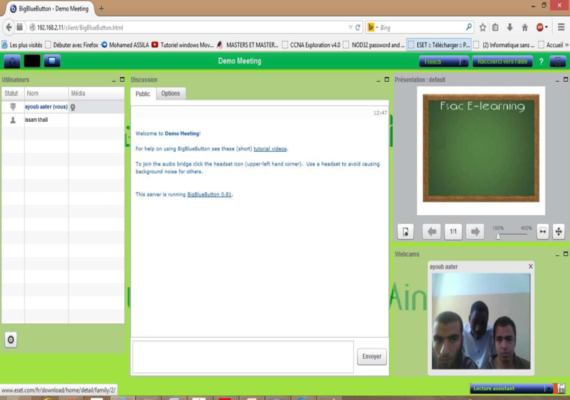 BigBlueButton - Demo Meeting
192.168.2.11/client/BigBlueButton.html
Bing
Les plus visités
Débuter avec Firefox
Mohamed ASSILA
Tutoriel windows Mov...
MASTERS ET MASTER...
CCNA Exploration v4.0
NOD32 password and ...
ESET :: Télécharger :: P...
(2) Informatique sans ...
Accueil »
Demo Meeting
French
Raccourci vers l'aide
?
Utilisateurs
Statut
Nom
Média
ayoub aater (vous)
issan khall
Discussion
Public
Options
12:47
Welcome to Demo Meeting!
For help on using BigBlueButton see these (short) tutorial videos.
To join the audio bridge click the headset icon (upper-left hand corner). Use a headset to avoid causing
background noise for others.
This server is running BigBlueButton 0.81.
Envoyer
Présentation : default
Fsac E-learning
1/1
100%
400%
Webcams
ayoub aater
X
Ain
www.eset.com/fr/download/home/detail/family/2/
Lecture assistant